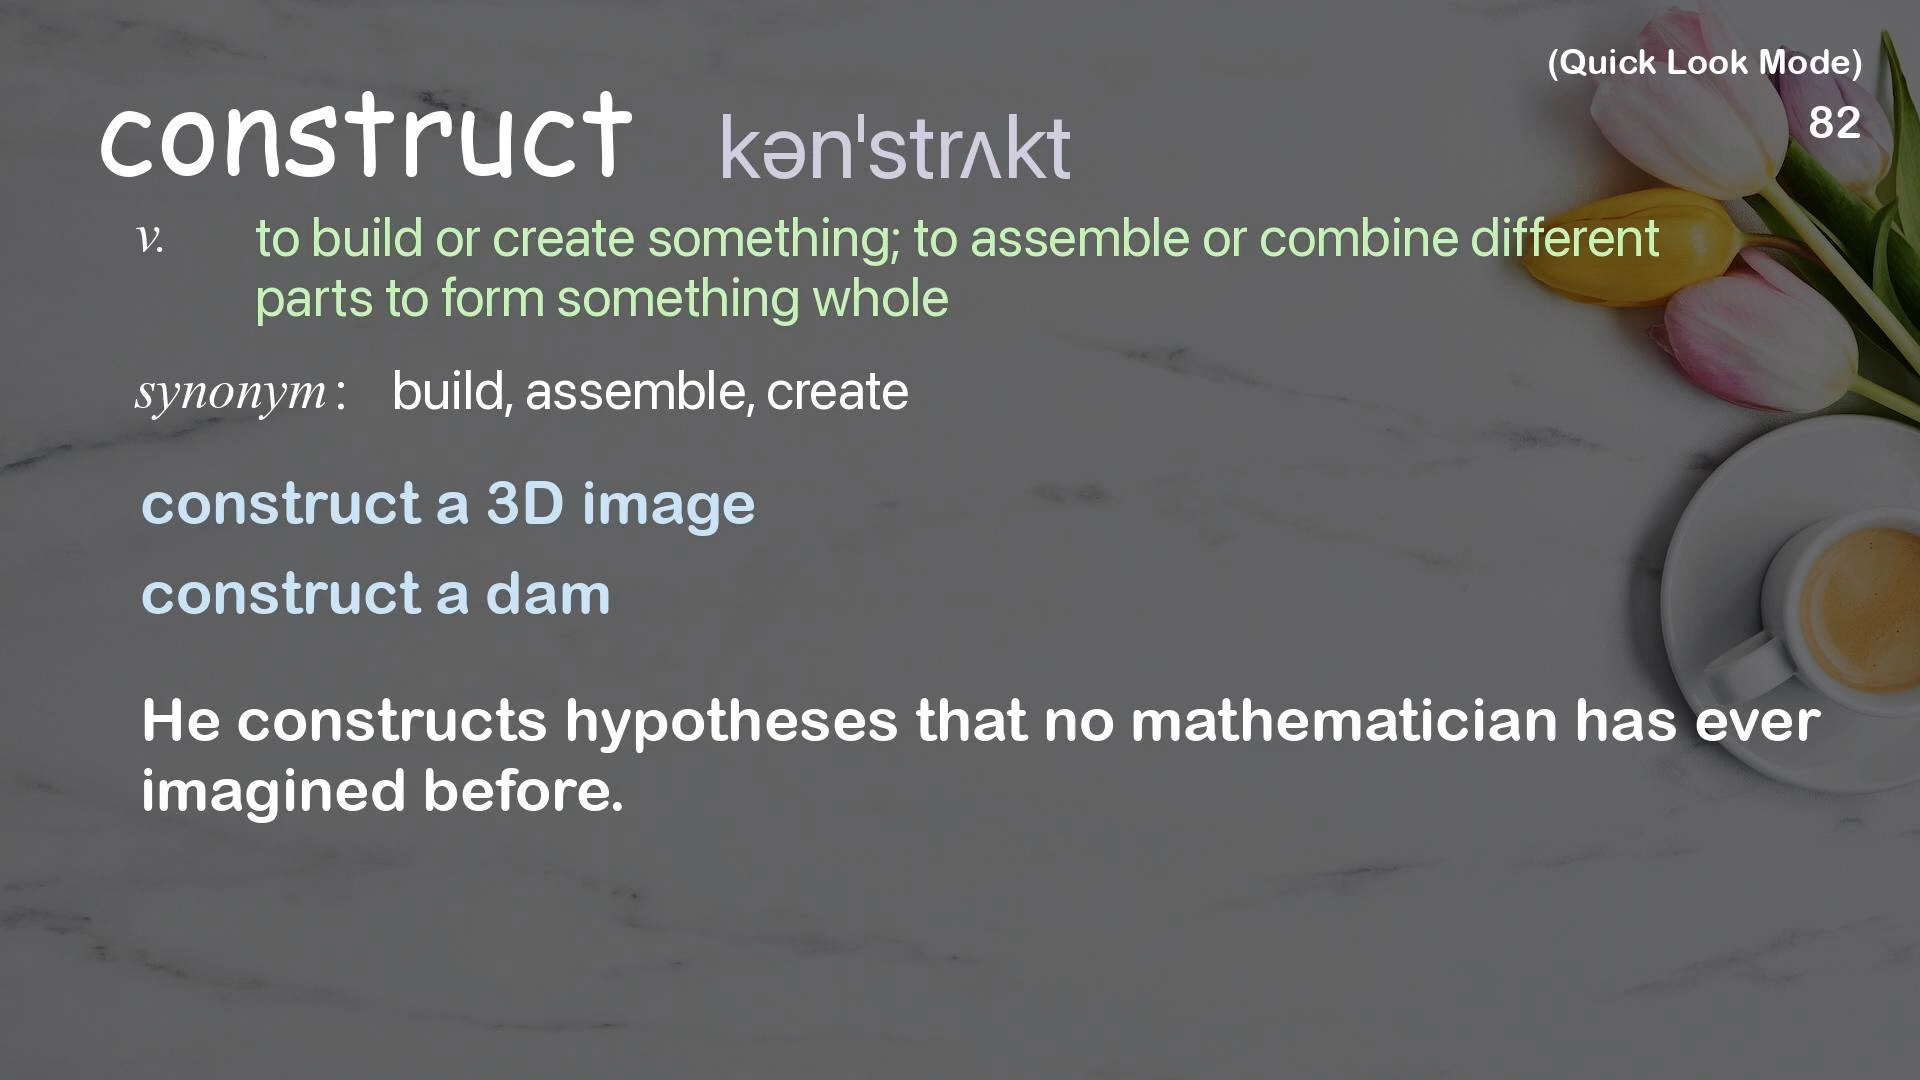 (Quick Look Mode)
82
construct kən'strʌkt
v. to build or create something; to assemble or combine different
parts to form something whole
synonym: build, assemble, create
construct a 3D image
construct a dam
He constructs hypotheses that no mathematician has ever
imagined before.